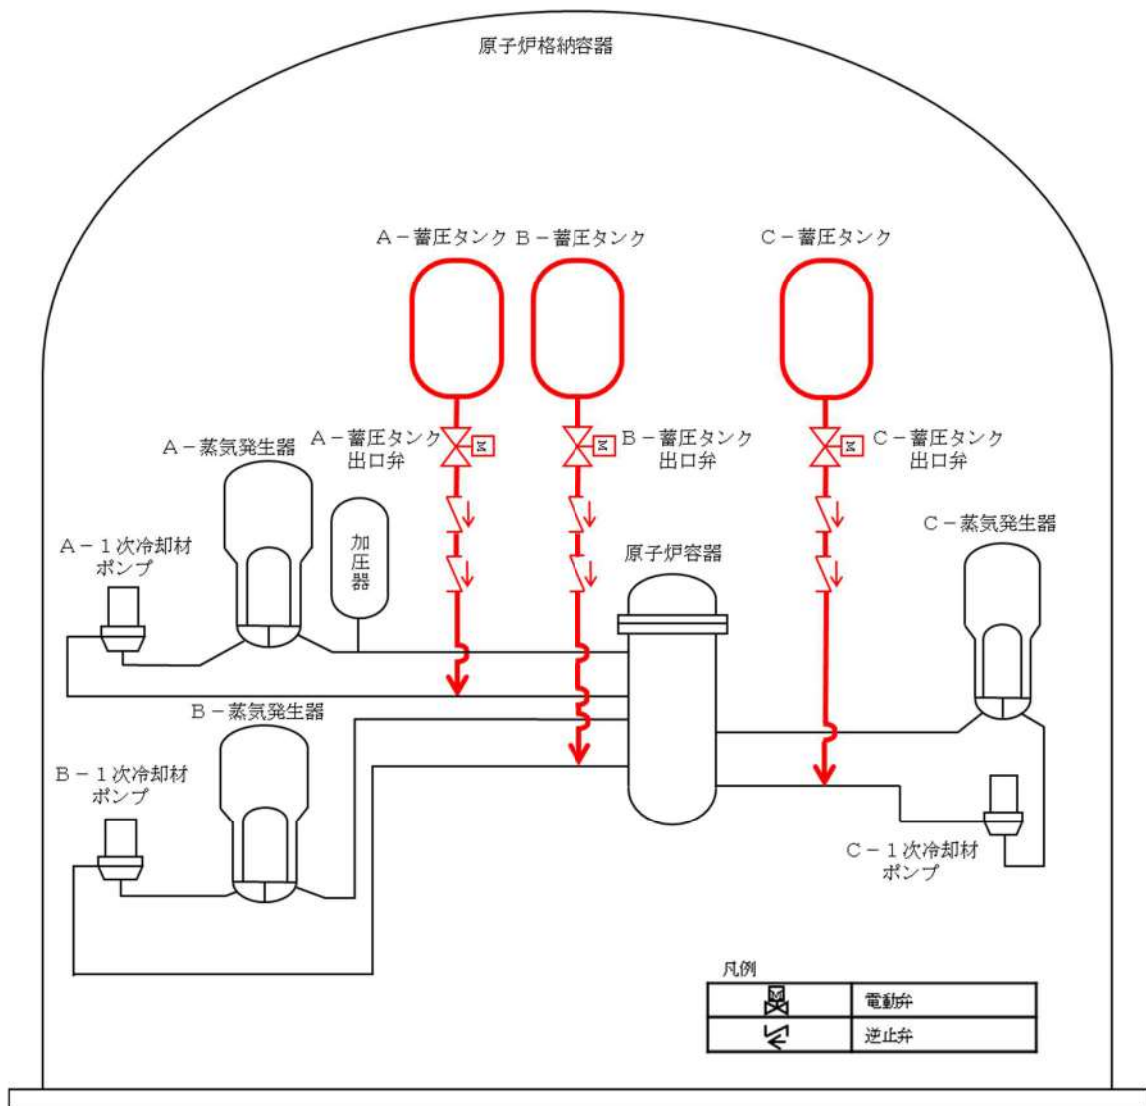 原子炉格納容器
A-蓄圧タンク
B-蓄圧タンク
C-蓄圧タンク
A-蓄圧タンク
出口弁
M
B-蓄圧タンク
出口弁
M
C-蓄圧タンク
出口弁
M
A-蒸気発生器
A-1次冷却材
ポンプ
加圧器
原子炉容器
C-蒸気発生器
B-蒸気発生器
B-1次冷却材
ポンプ
C-1次冷却材
ポンプ
凡例
M
電動弁
逆止弁